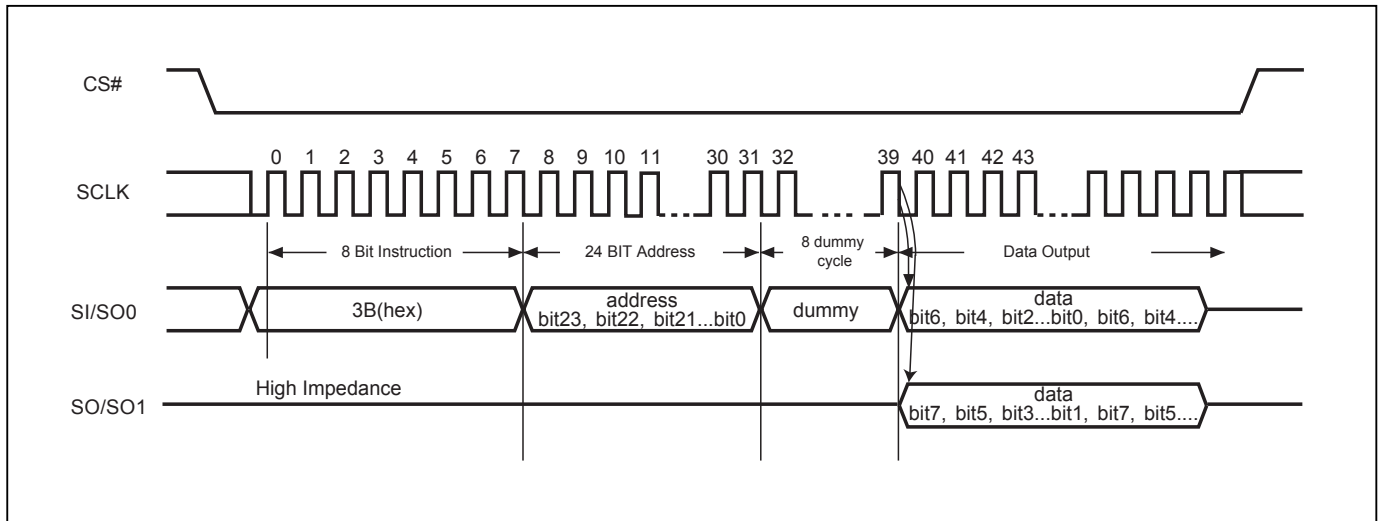 CS#
0 1 2 3 4 5 6 7 8 9 10 11 30 31 32 39 40 41 42 43
SCLK
8 Bit Instruction 24 BIT Address 8 dummy
cycle Data Output
SI/SO0 3B(hex) address
bit23, bit22, bit21...bit0 dummy data
bit6, bit4, bit2...bit0, bit6, bit4....
High Impedance
SO/SO1 data
bit7, bit5, bit3...bit1, bit7, bit5....